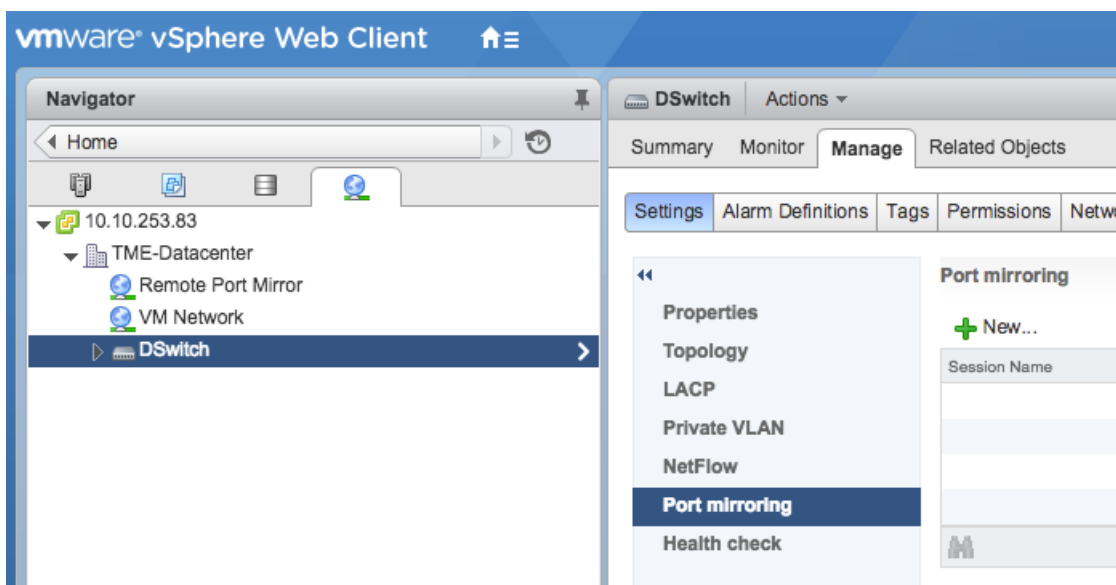 vmware® vSphere Web Client
Navigator
Home
10.10.253.83
TME-Datacenter
Remote Port Mirror
VM Network
DSwitch
DSwitch Actions
Summary Monitor Manage Related Objects
Settings Alarm Definitions Tags Permissions Netw
Properties
Topology
LACP
Private VLAN
NetFlow
Port mirroring
Health check
Port mirroring
New...
Session Name